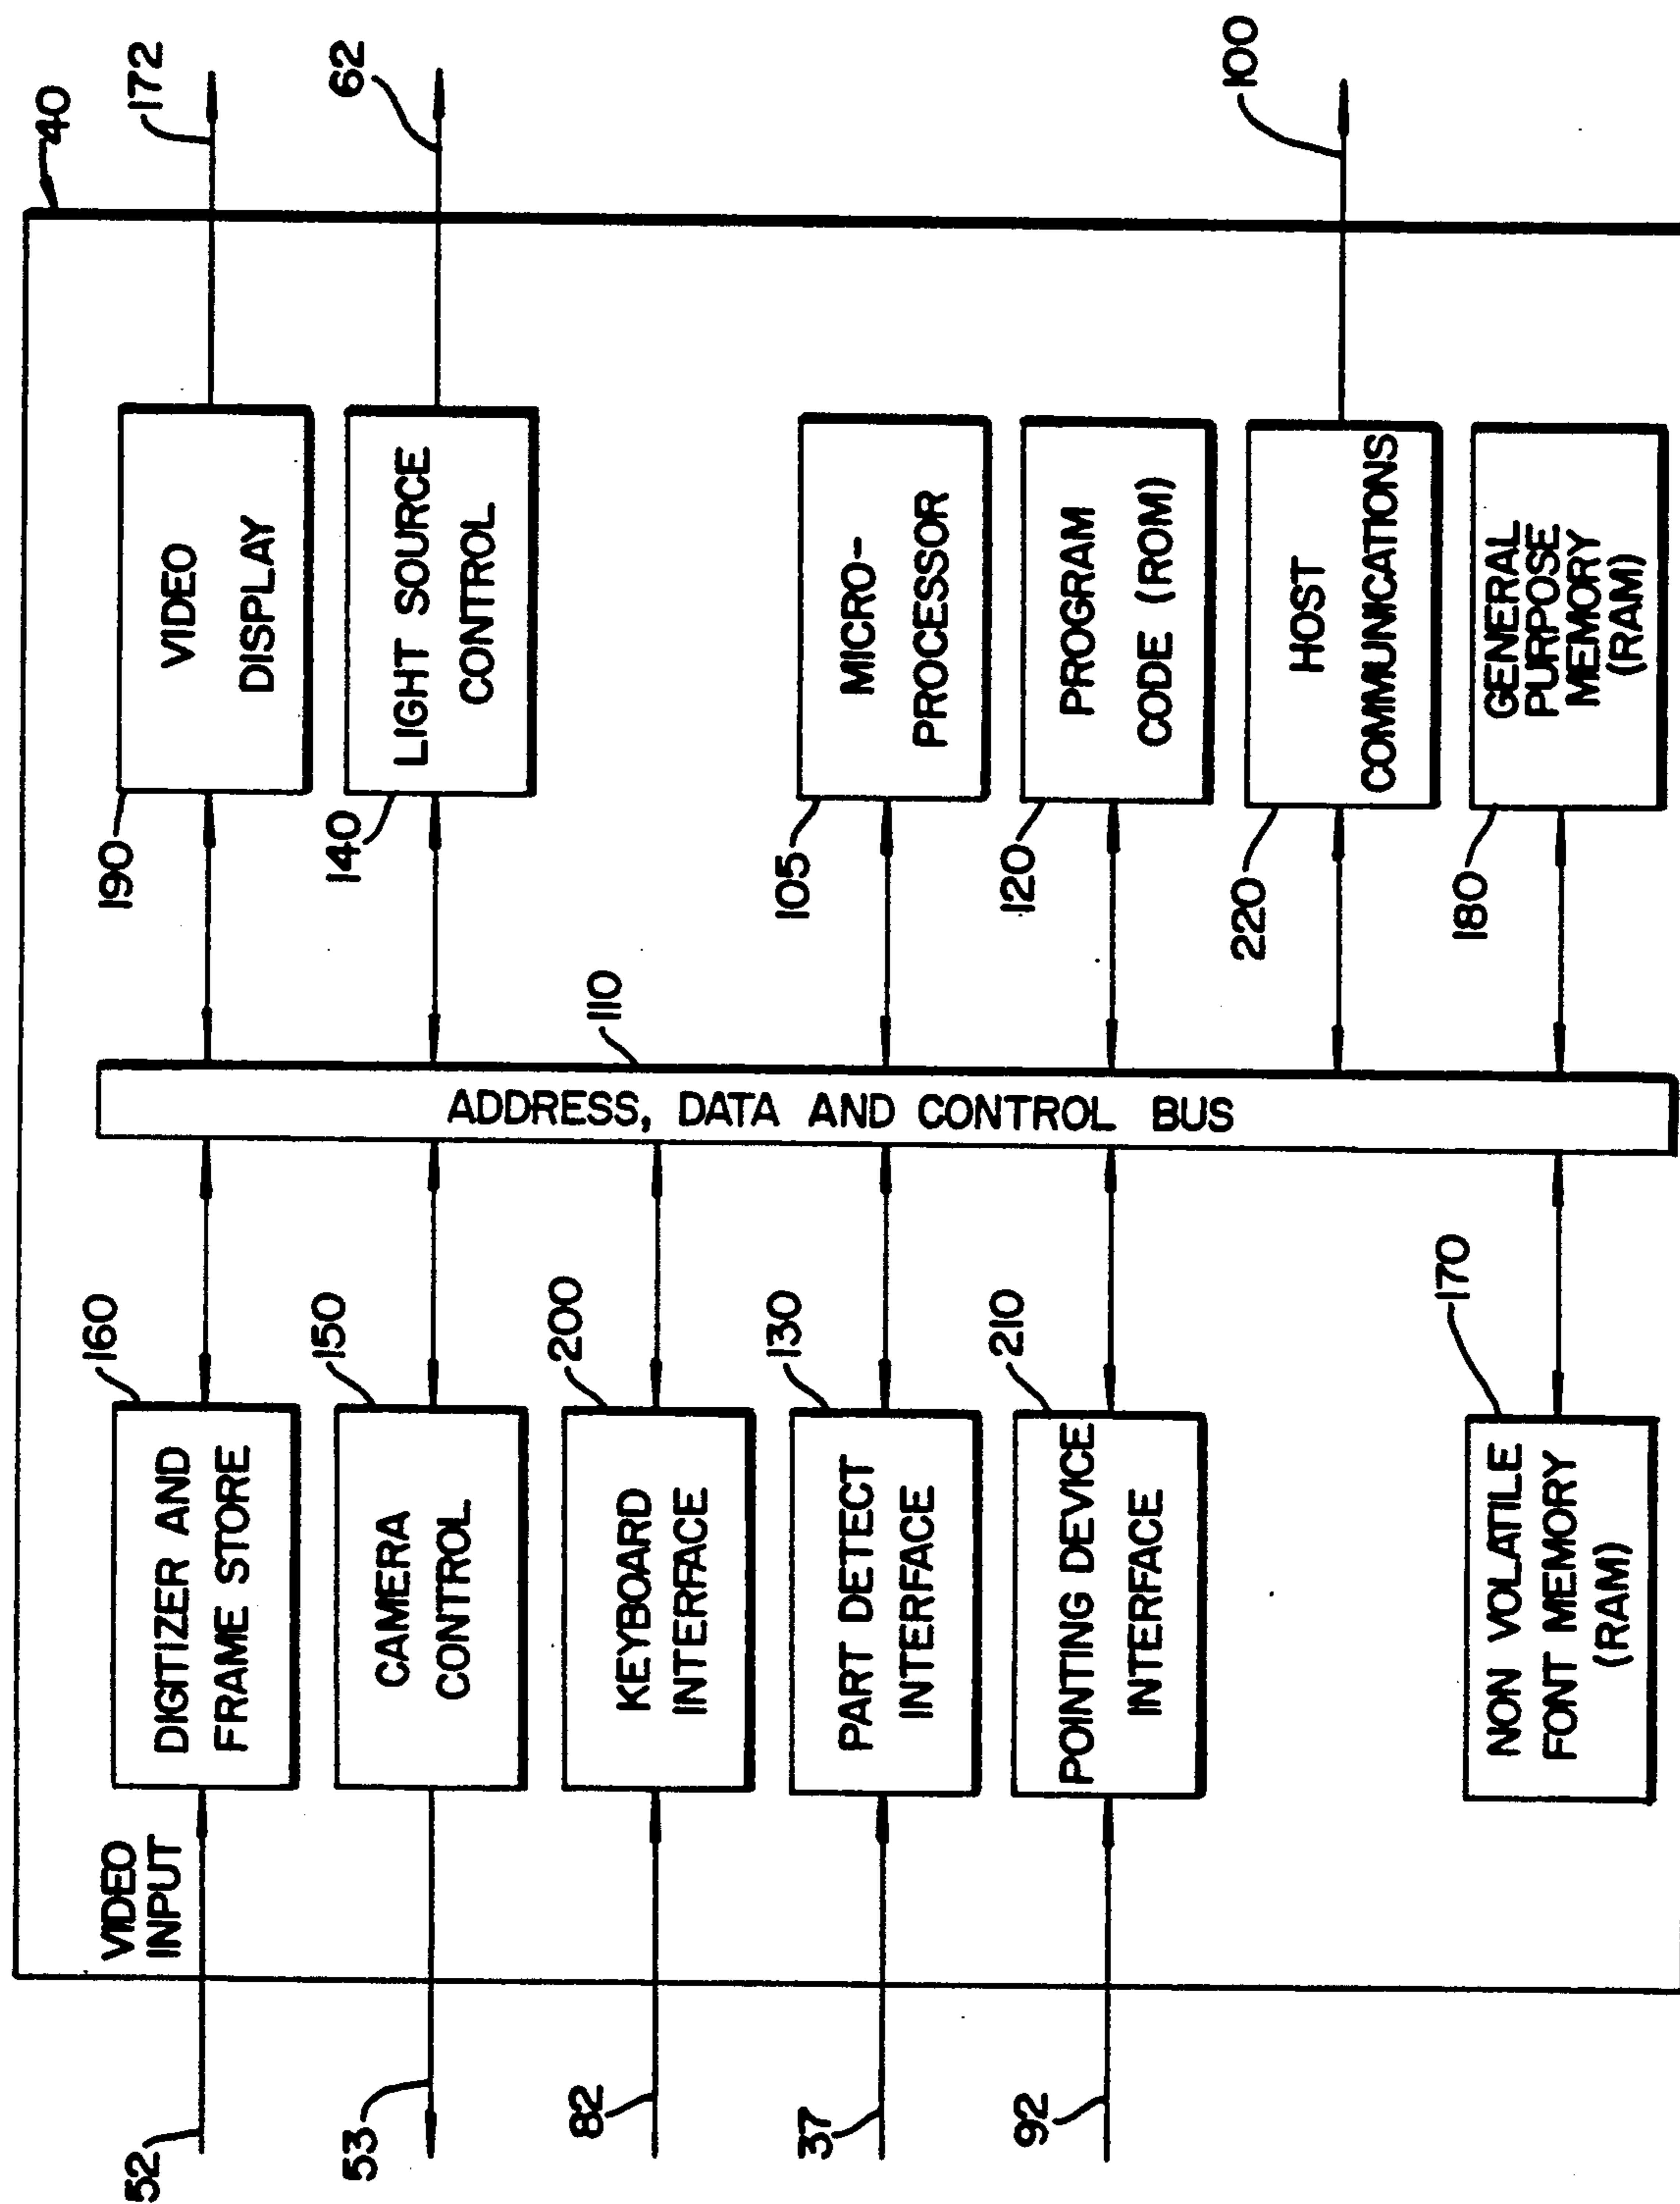 40
VIDEO
INPUT
52
DIGITIZER AND
FRAME STORE
160
190
VIDEO
DISPLAY
172
53
CAMERA
CONTROL
150
140
LIGHT SOURCE
CONTROL
62
82
KEYBOARD
INTERFACE
200
110
ADDRESS, DATA AND CONTROL BUS
37
PART DETECT
INTERFACE
130
105
MICRO-
PROCESSOR
92
POINTING DEVICE
INTERFACE
210
120
PROGRAM
CODE (ROM)
220
HOST
COMMUNICATIONS
100
NON VOLATILE
FONT MEMORY
(RAM)
170
180
GENERAL
PURPOSE
MEMORY
(RAM)